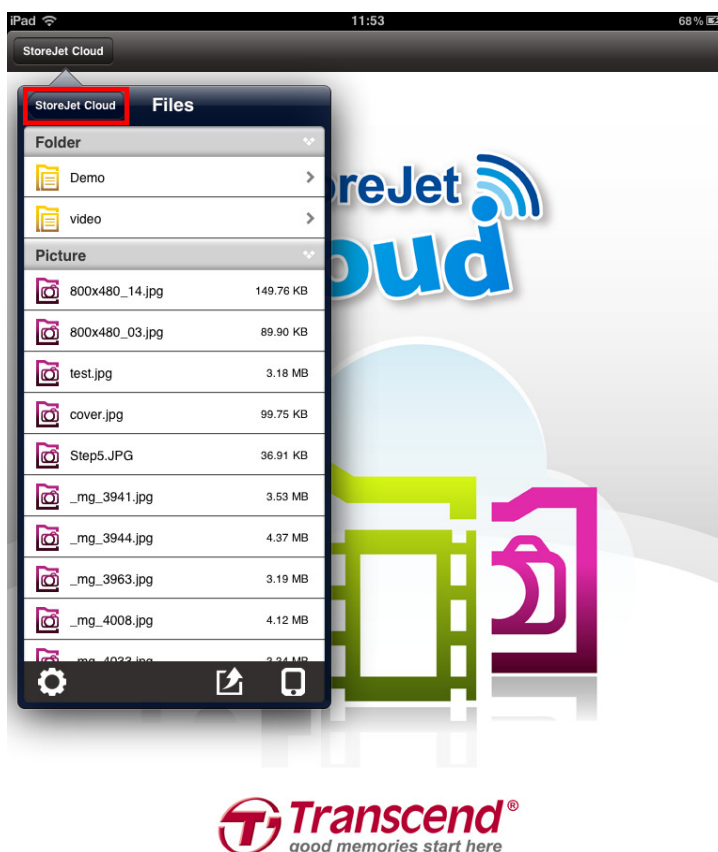 iPad 11:53 68%
StoreJet Cloud
StoreJet Cloud Files
Folder
Demo
video
Picture
800x480_14.jpg 149.76 KB
800x480_03.jpg 89.90 KB
test.jpg 3.18 MB
cover.jpg 99.75 KB
Step5.JPG 36.91 KB
_mg_3941.jpg 3.53 MB
_mg_3944.jpg 4.37 MB
_mg_3963.jpg 3.19 MB
_mg_4008.jpg 4.12 MB
reJet
oud
Transcend®
good memories start here